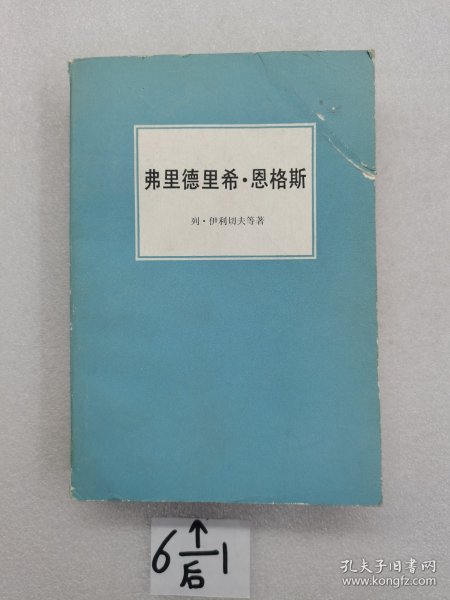 弗里德里希·恩格斯
列·伊利切夫等著
6 ↑ 后 1
孔夫子旧书网
www.kongfz.com